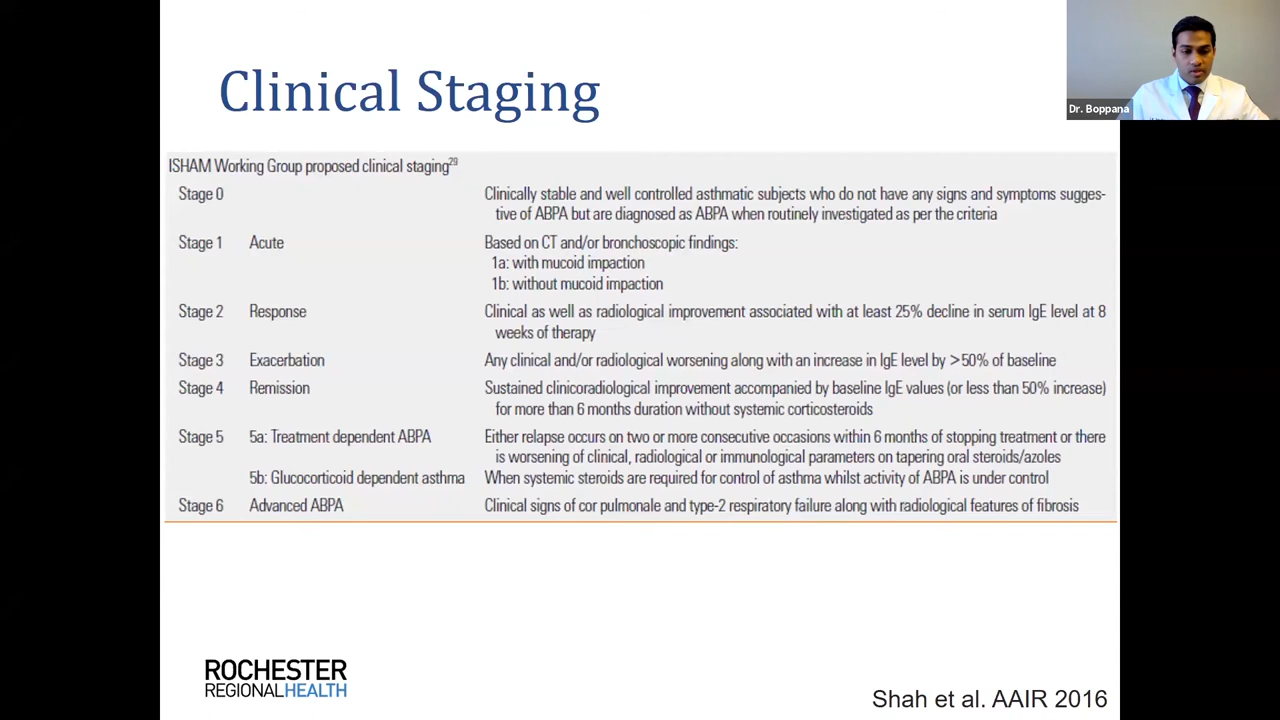 Clinical Staging
Dr. Boppana
ISHAM Working Group proposed clinical staging29
Stage 0 Clinically stable and well controlled asthmatic subjects who do not have any signs and symptoms sugges-
tive of ABPA but are diagnosed as ABPA when routinely investigated as per the criteria
Stage 1 Acute Based on CT and/or bronchoscopic findings:
1a: with mucoid impaction
1b: without mucoid impaction
Stage 2 Response Clinical as well as radiological improvement associated with at least 25% decline in serum IgE level at 8
weeks of therapy
Stage 3 Exacerbation Any clinical and/or radiological worsening along with an increase in IgE level by >50% of baseline
Stage 4 Remission Sustained clinicoradiological improvement accompanied by baseline IgE values (or less than 50% increase)
for more than 6 months duration without systemic corticosteroids
Stage 5 5a: Treatment dependent ABPA Either relapse occurs on two or more consecutive occasions within 6 months of stopping treatment or there
is worsening of clinical, radiological or immunological parameters on tapering oral steroids/azoles
5b: Glucocorticoid dependent asthma When systemic steroids are required for control of asthma whilst activity of ABPA is under control
Stage 6 Advanced ABPA Clinical signs of cor pulmonale and type-2 respiratory failure along with radiological features of fibrosis
ROCHESTER
REGIONALHEALTH
Shah et al. AAIR 2016